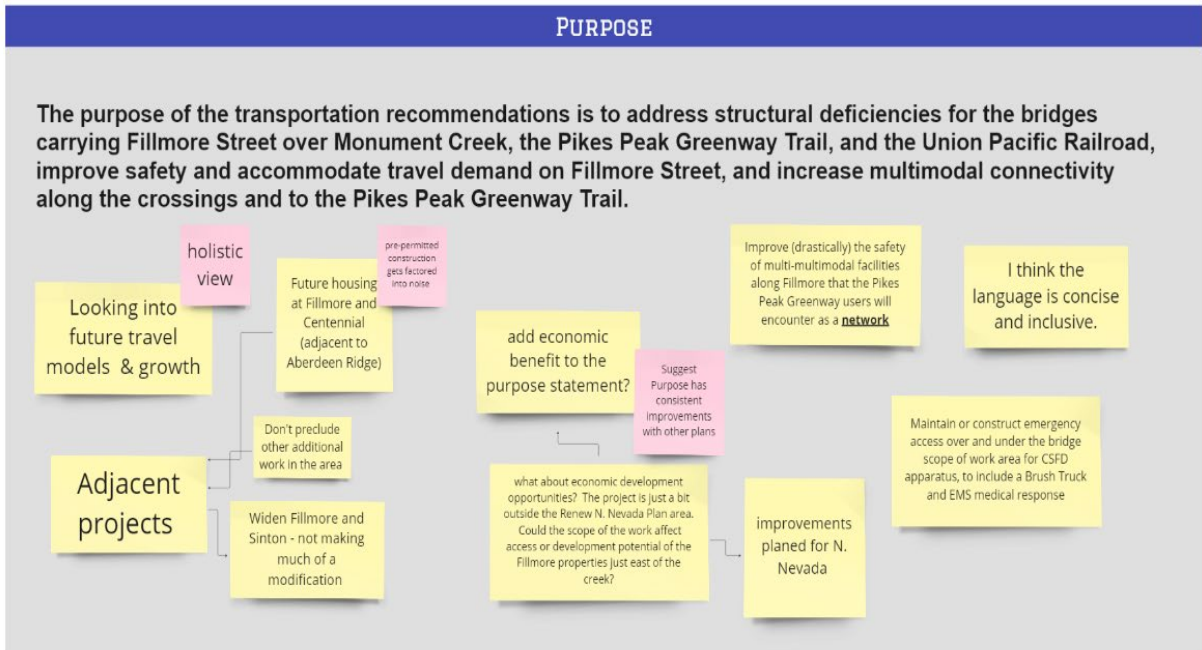 PURPOSE
The purpose of the transportation recommendations is to address structural deficiencies for the bridges
carrying Fillmore Street over Monument Creek, the Pikes Peak Greenway Trail, and the Union Pacific Railroad,
improve safety and accommodate travel demand on Fillmore Street, and increase multimodal connectivity
along the crossings and to the Pikes Peak Greenway Trail.
holistic
view
Looking into
future travel
models & growth
pre-permitted
construction
gets factored
into noise
Future housing
at Fillmore and
Centennial
(adjacent to
Aberdeen Ridge)
Don't preclude
other additional
work in the area
Adjacent
projects
Widen Fillmore and
Sinton - not making
much of a
modification
add economic
benefit to the
purpose statement?
Suggest
Purpose has
consistent
improvements
with other plans
what about economic development
opportunities? The project is just a bit
outside the Renew N. Nevada Plan area.
Could the scope of the work affect
access or development potential of the
Fillmore properties just east of the
creek?
improvements
planed for N.
Nevada
Improve (drastically) the safety
of multi-multimodal facilities
along Fillmore that the Pikes
Peak Greenway users will
encounter as a network
I think the
language is concise
and inclusive.
Maintain or construct emergency
access over and under the bridge
scope of work area for CSFD
apparatus, to include a Brush Truck
and EMS medical response